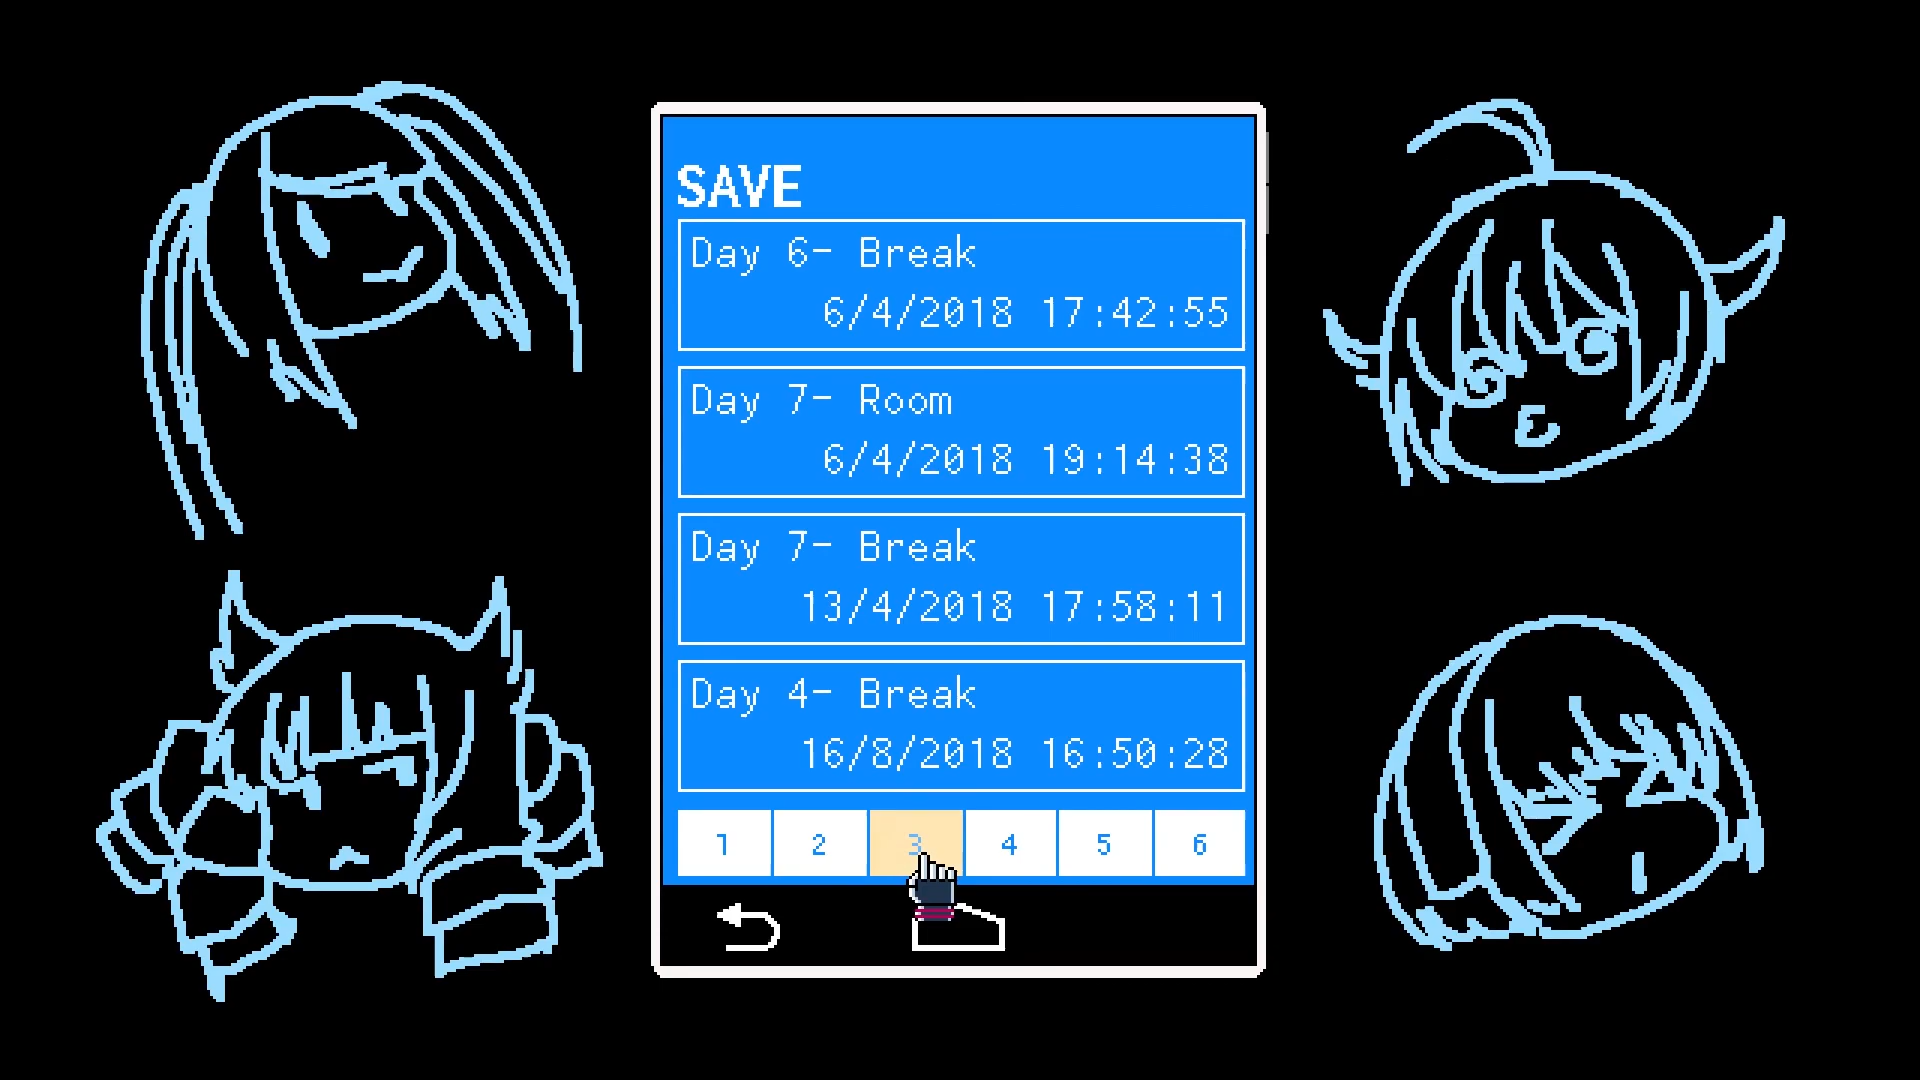 SAVE
Day 6- Break
6/4/2018 17:42:55
Day 7- Room
6/4/2018 19:14:38
Day 7- Break
13/4/2018 17:58:11
Day 4- Break
16/8/2018 16:50:28
1 2 3 4 5 6